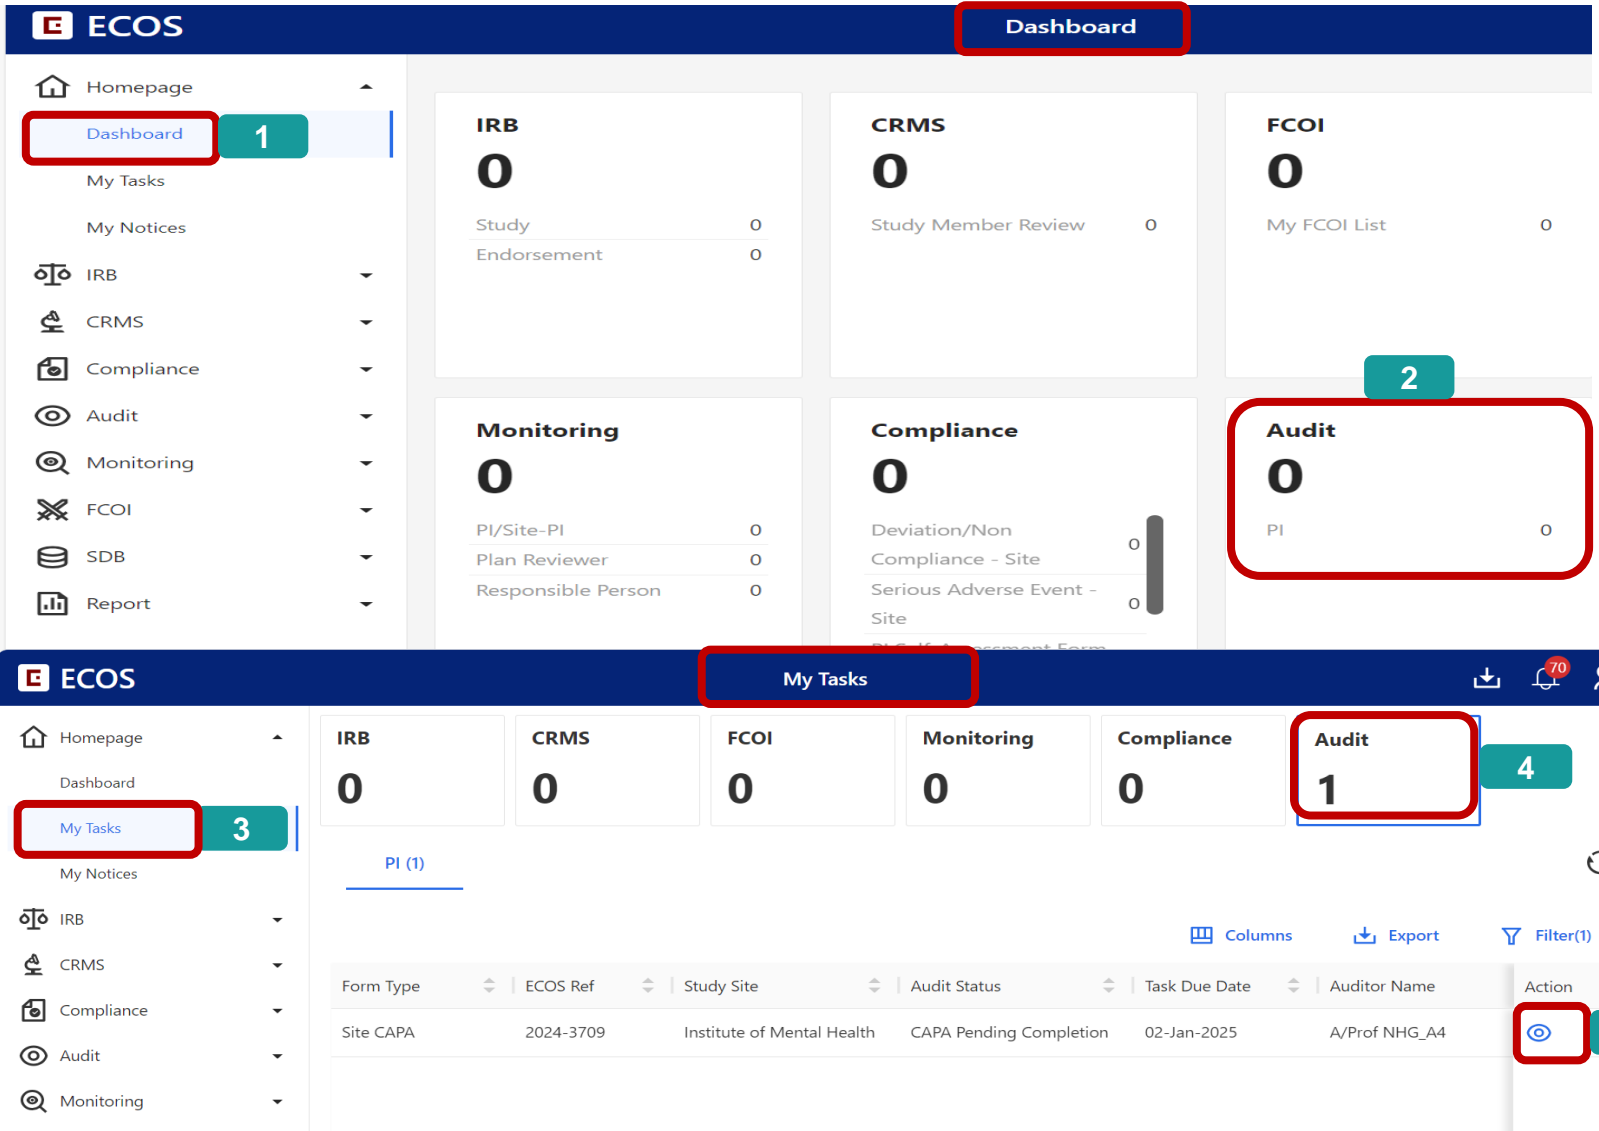 ECOS
Dashboard
Homepage
Dashboard
1
My Tasks
My Notices
IRB
CRMS
Compliance
Audit
Monitoring
FCOI
SDB
Report
IRB
0
Study 0
Endorsement 0
CRMS
0
Study Member Review 0
FCOI
0
My FCOI List 0
Monitoring
0
PI/Site-PI 0
Plan Reviewer 0
Responsible Person 0
Compliance
0
Deviation/Non
Compliance - Site 0
Serious Adverse Event -
Site 0
2
Audit
0
PI 0
ECOS
My Tasks
70
Homepage
Dashboard
My Tasks
3
My Notices
IRB
CRMS
Compliance
Audit
Monitoring
IRB
0
CRMS
0
FCOI
0
Monitoring
0
Compliance
0
Audit
1
4
PI (1)
Columns Export Filter(1)
Form Type ECOS Ref Study Site Audit Status Task Due Date Auditor Name Action
Site CAPA 2024-3709 Institute of Mental Health CAPA Pending Completion 02-Jan-2025 A/Prof NHG_A4